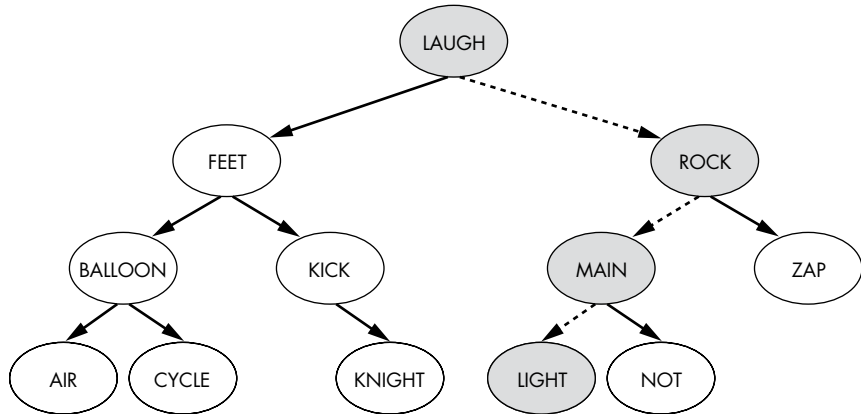 LAUGH
FEET
ROCK
BALLOON
KICK
MAIN
ZAP
AIR
CYCLE
KNIGHT
LIGHT
NOT